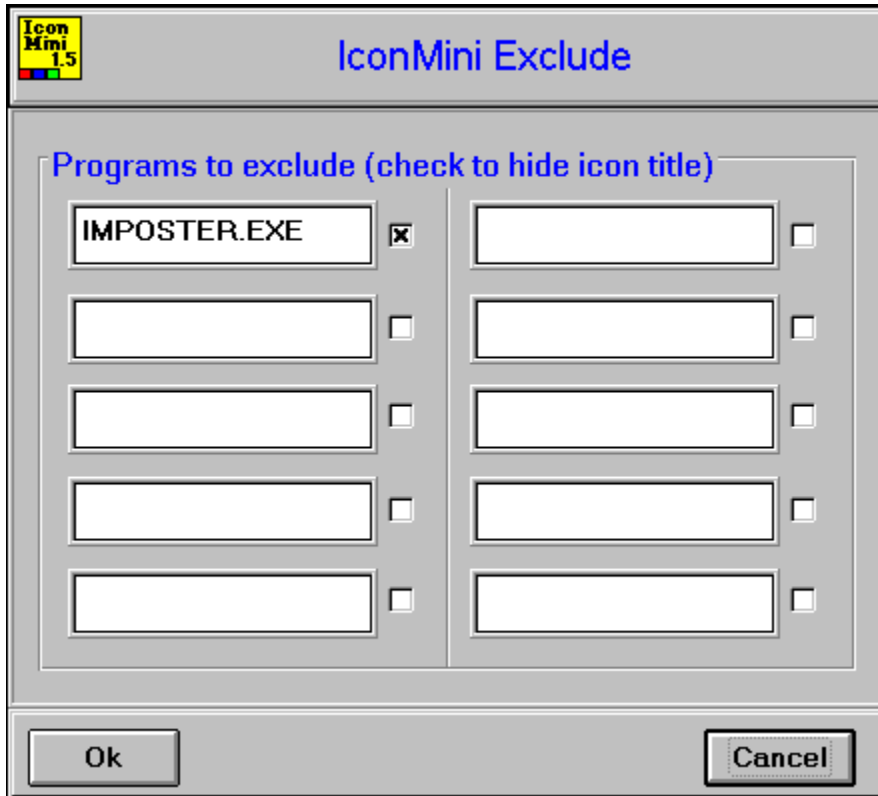 Icon
Mini
1.5
IconMini Exclude
Programs to exclude (check to hide icon title)
IMPOSTER.EXE
Ok
Cancel